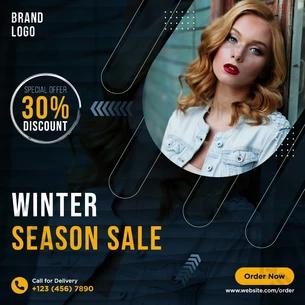 BRAND
LOGO
SPECIAL OFFER
30%
DISCOUNT
WINTER
SEASON SALE
Call for Delivery
+123 (456) 7890
Order Now
www.website.com/order